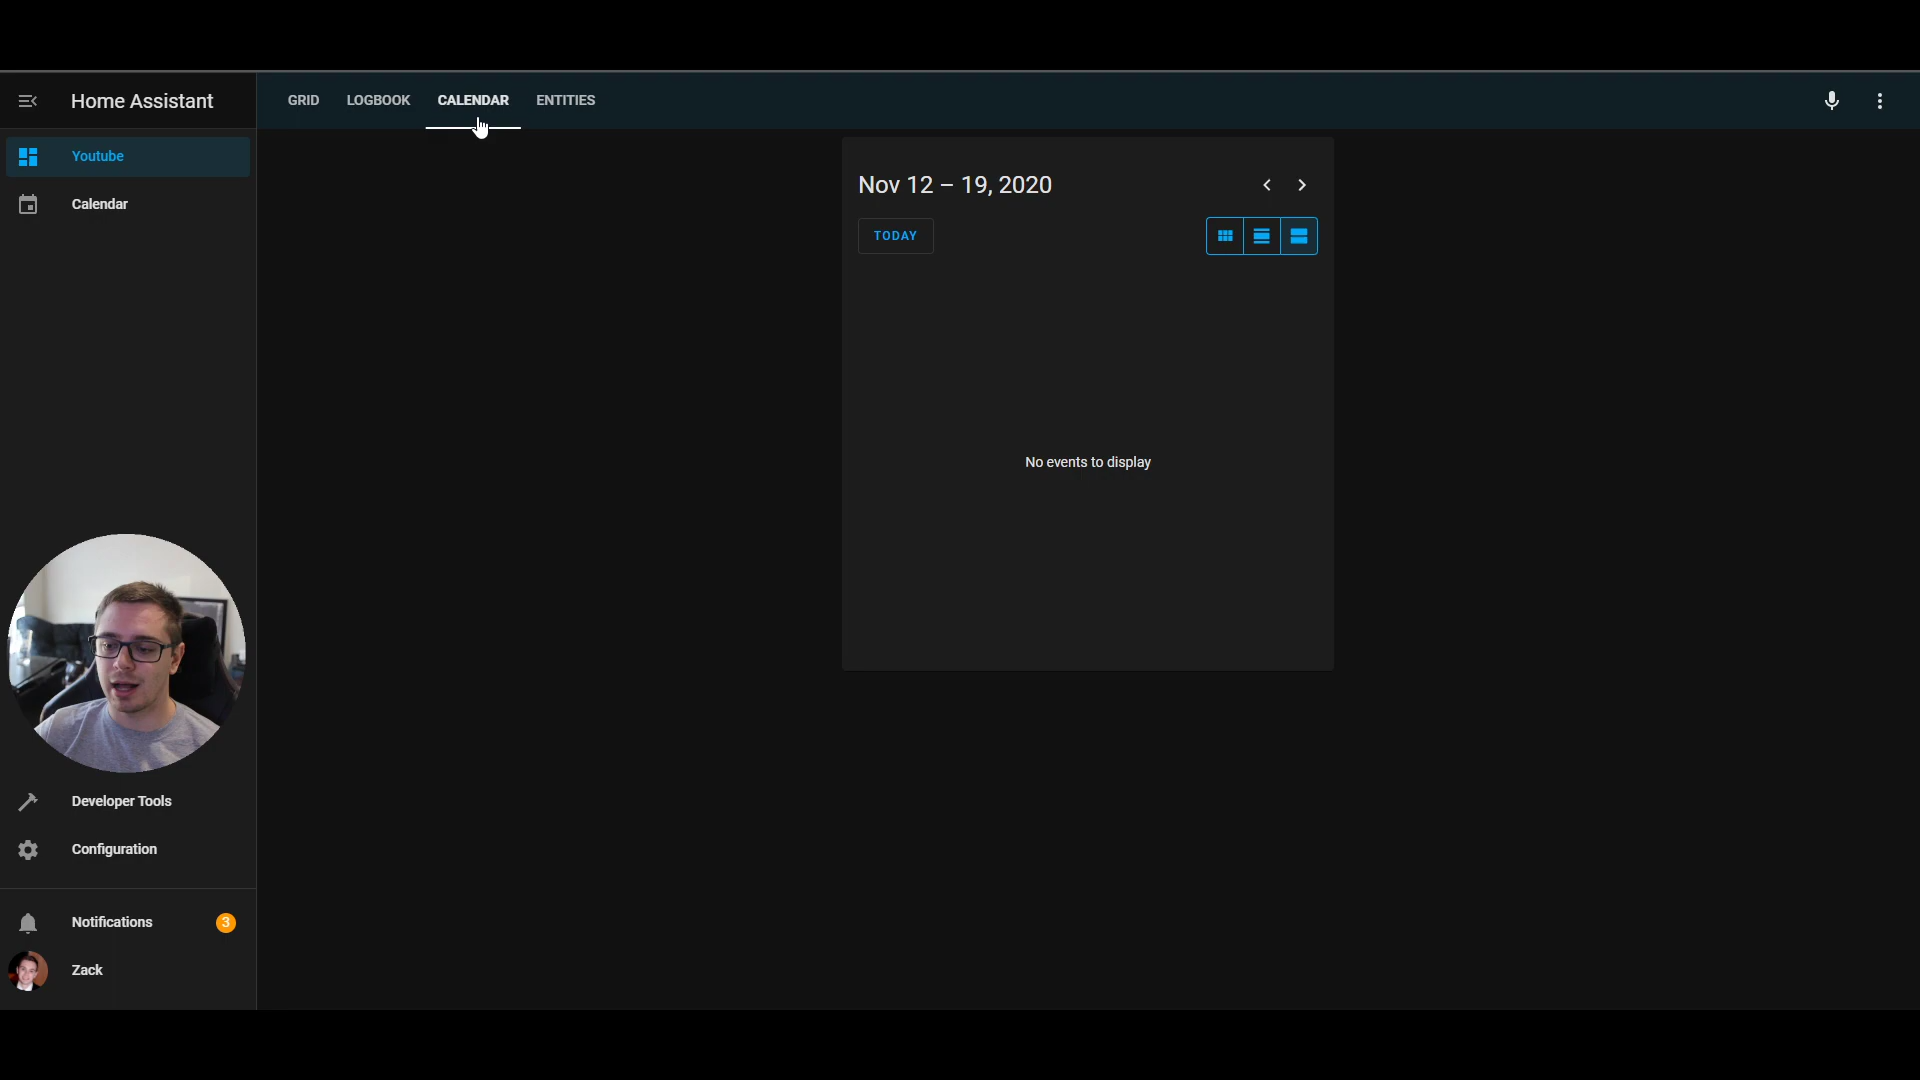 Home Assistant
GRID LOGBOOK CALENDAR ENTITIES
Youtube
Calendar
Nov 12 – 19, 2020
TODAY
No events to display
Developer Tools
Configuration
Notifications 3
Zack